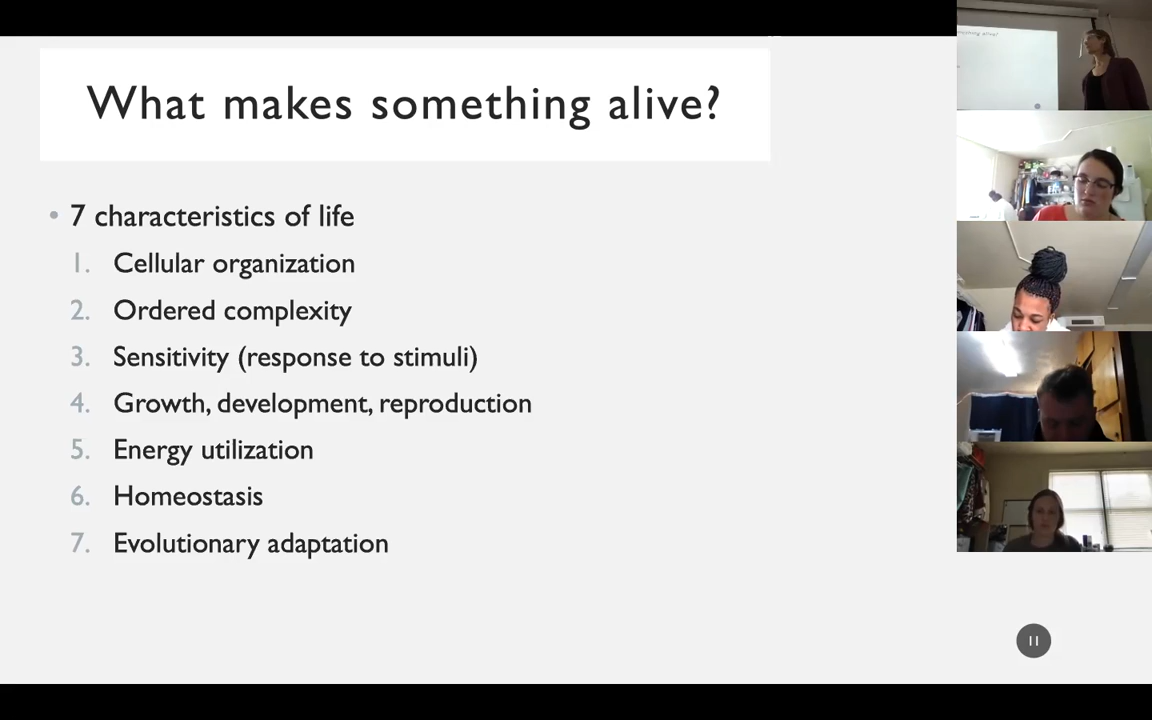 What makes something alive?
• 7 characteristics of life
1. Cellular organization
2. Ordered complexity
3. Sensitivity (response to stimuli)
4. Growth, development, reproduction
5. Energy utilization
6. Homeostasis
7. Evolutionary adaptation